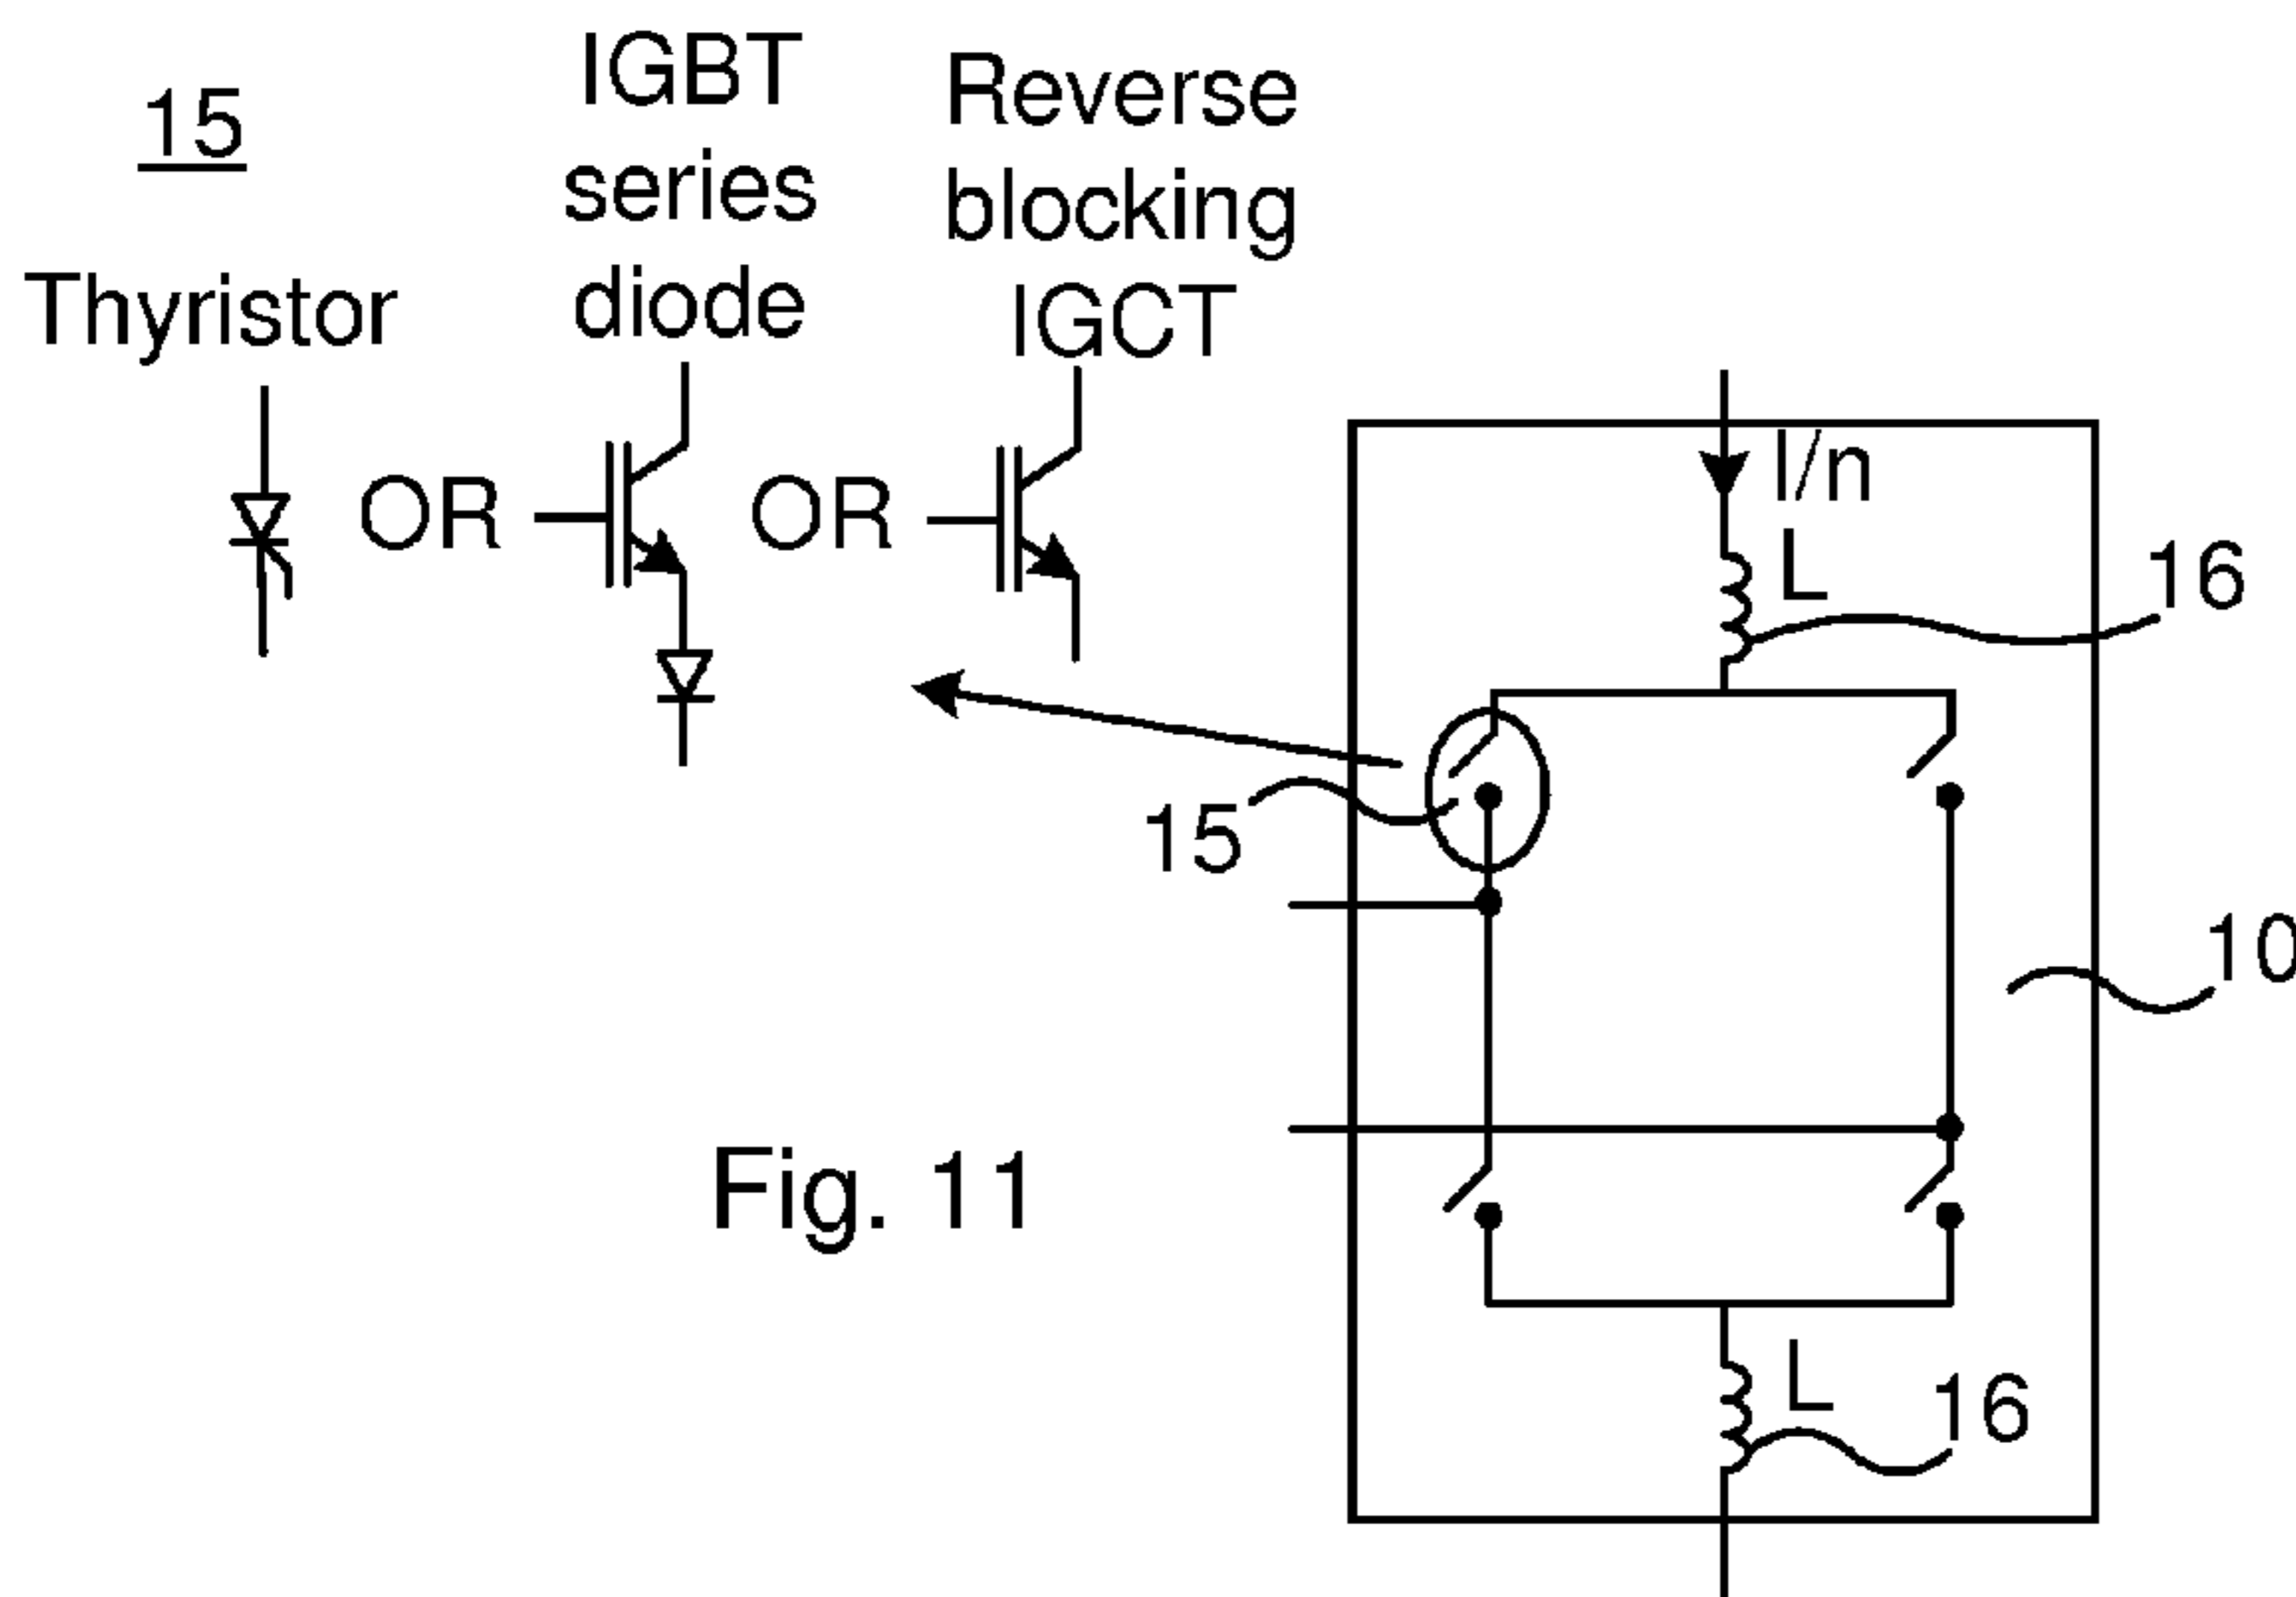 15
Thyristor
IGBT
series
diode
Reverse
blocking
IGCT
OR
OR
I/n
L
16
15
10
Fig. 11
L
16